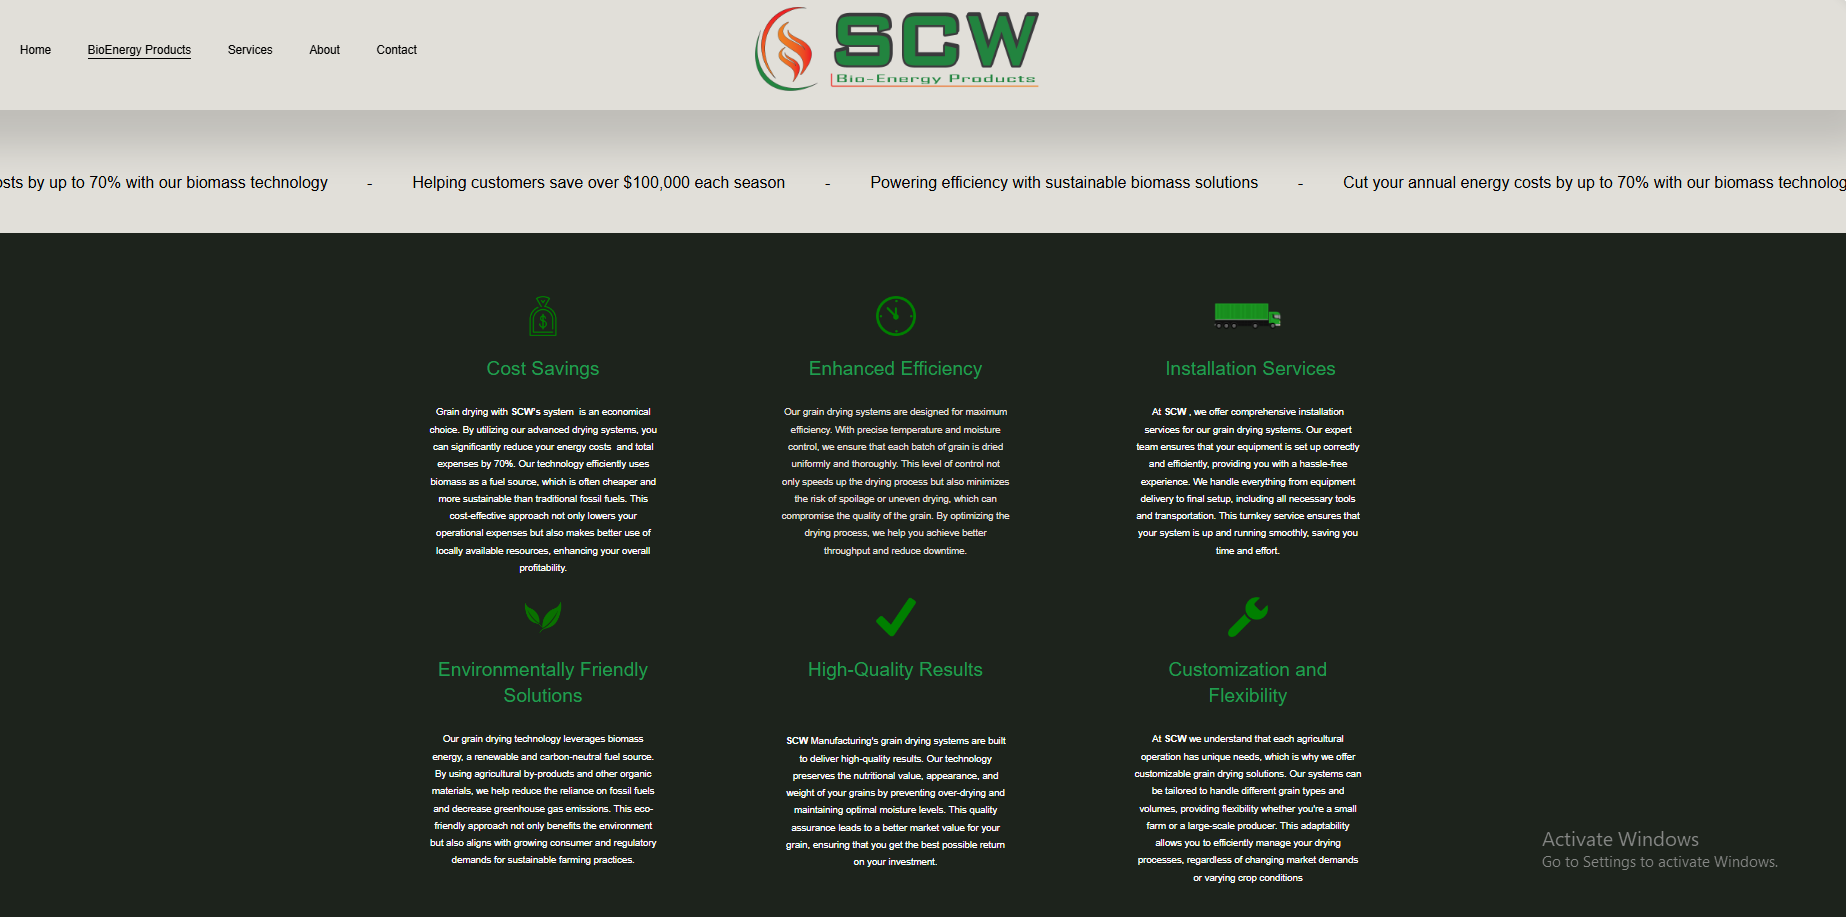 SCW
Bio-Energy Products
Home
BioEnergy Products
Services
About
Contact
osts by up to 70% with our biomass technology - Helping customers save over $100,000 each season - Powering efficiency with sustainable biomass solutions - Cut your annual energy costs by up to 70% with our biomass technolog
Cost Savings
Grain drying with SCW's system is an economical
choice. By utilizing our advanced drying systems, you
can significantly reduce your energy costs and total
expenses by 70%. Our technology efficiently uses
biomass as a fuel source, which is often cheaper and
more sustainable than traditional fossil fuels. This
cost-effective approach not only lowers your
operational expenses but also makes better use of
locally available resources, enhancing your overall
profitability.
Enhanced Efficiency
Our grain drying systems are designed for maximum
efficiency. With precise temperature and moisture
control, we ensure that each batch of grain is dried
uniformly and thoroughly. This level of control not
only speeds up the drying process but also minimizes
the risk of spoilage or uneven drying, which can
compromise the quality of the grain. By optimizing the
drying process, we help you achieve better
throughput and reduce downtime.
Installation Services
At SCW , we offer comprehensive installation
services for our grain drying systems. Our expert
team ensures that your equipment is set up correctly
and efficiently, providing you with a hassle-free
experience. We handle everything from equipment
delivery to final setup, including all necessary tools
and transportation. This turnkey service ensures that
your system is up and running smoothly, saving you
time and effort.
Environmentally Friendly
Solutions
Our grain drying technology leverages biomass
energy, a renewable and carbon-neutral fuel source.
By using agricultural by-products and other organic
materials, we help reduce the reliance on fossil fuels
and decrease greenhouse gas emissions. This eco-
friendly approach not only benefits the environment
but also aligns with growing consumer and regulatory
demands for sustainable farming practices.
High-Quality Results
SCW Manufacturing's grain drying systems are built
to deliver high-quality results. Our technology
preserves the nutritional value, appearance, and
weight of your grains by preventing over-drying and
maintaining optimal moisture levels. This quality
assurance leads to a better market value for your
grain, ensuring that you get the best possible return
on your investment.
Customization and
Flexibility
At SCW we understand that each agricultural
operation has unique needs, which is why we offer
customizable grain drying solutions. Our systems can
be tailored to handle different grain types and
volumes, providing flexibility whether you're a small
farm or a large-scale producer. This adaptability
allows you to efficiently manage your drying
processes, regardless of changing market demands
or varying crop conditions
Activate Windows
Go to Settings to activate Windows.